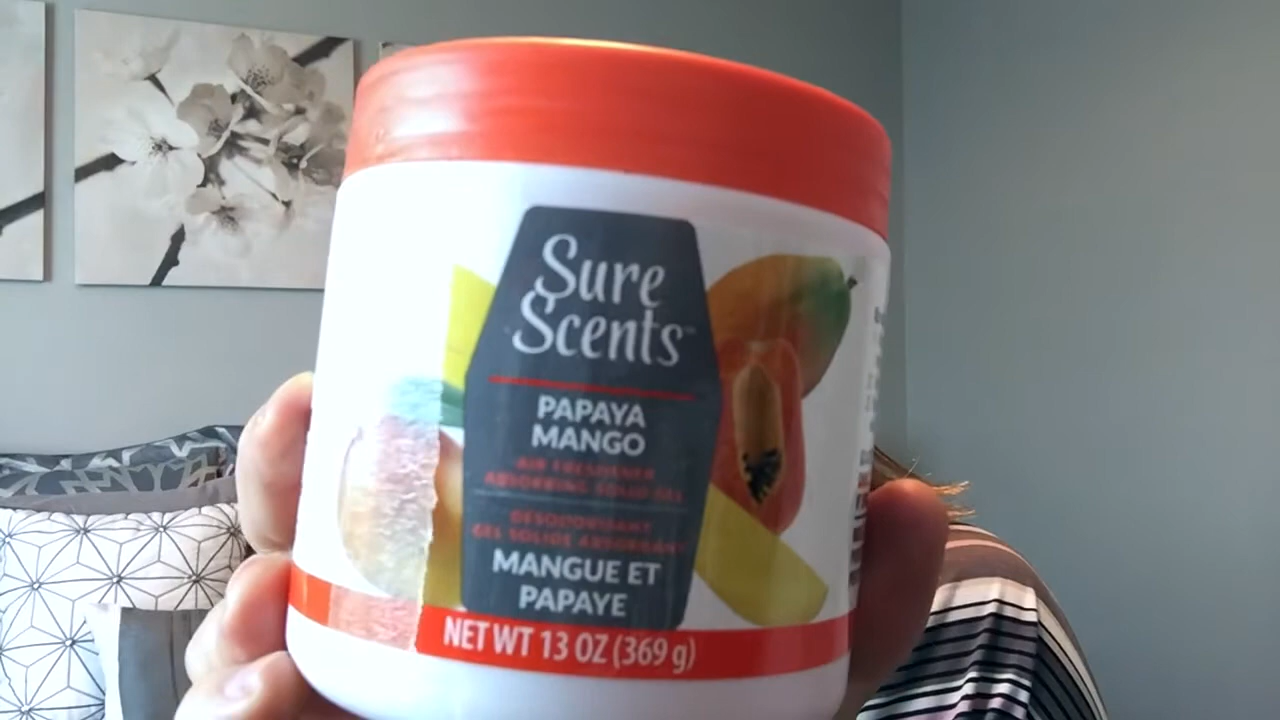 Sure
Scents™
PAPAYA
MANGO
AIR FRESHENER
ABSORBING SOLID GEL
DÉSODORISANT
GEL SOLIDE ABSORBANT
MANGUE ET
PAPAYE
NET WT 13 OZ (369 g)